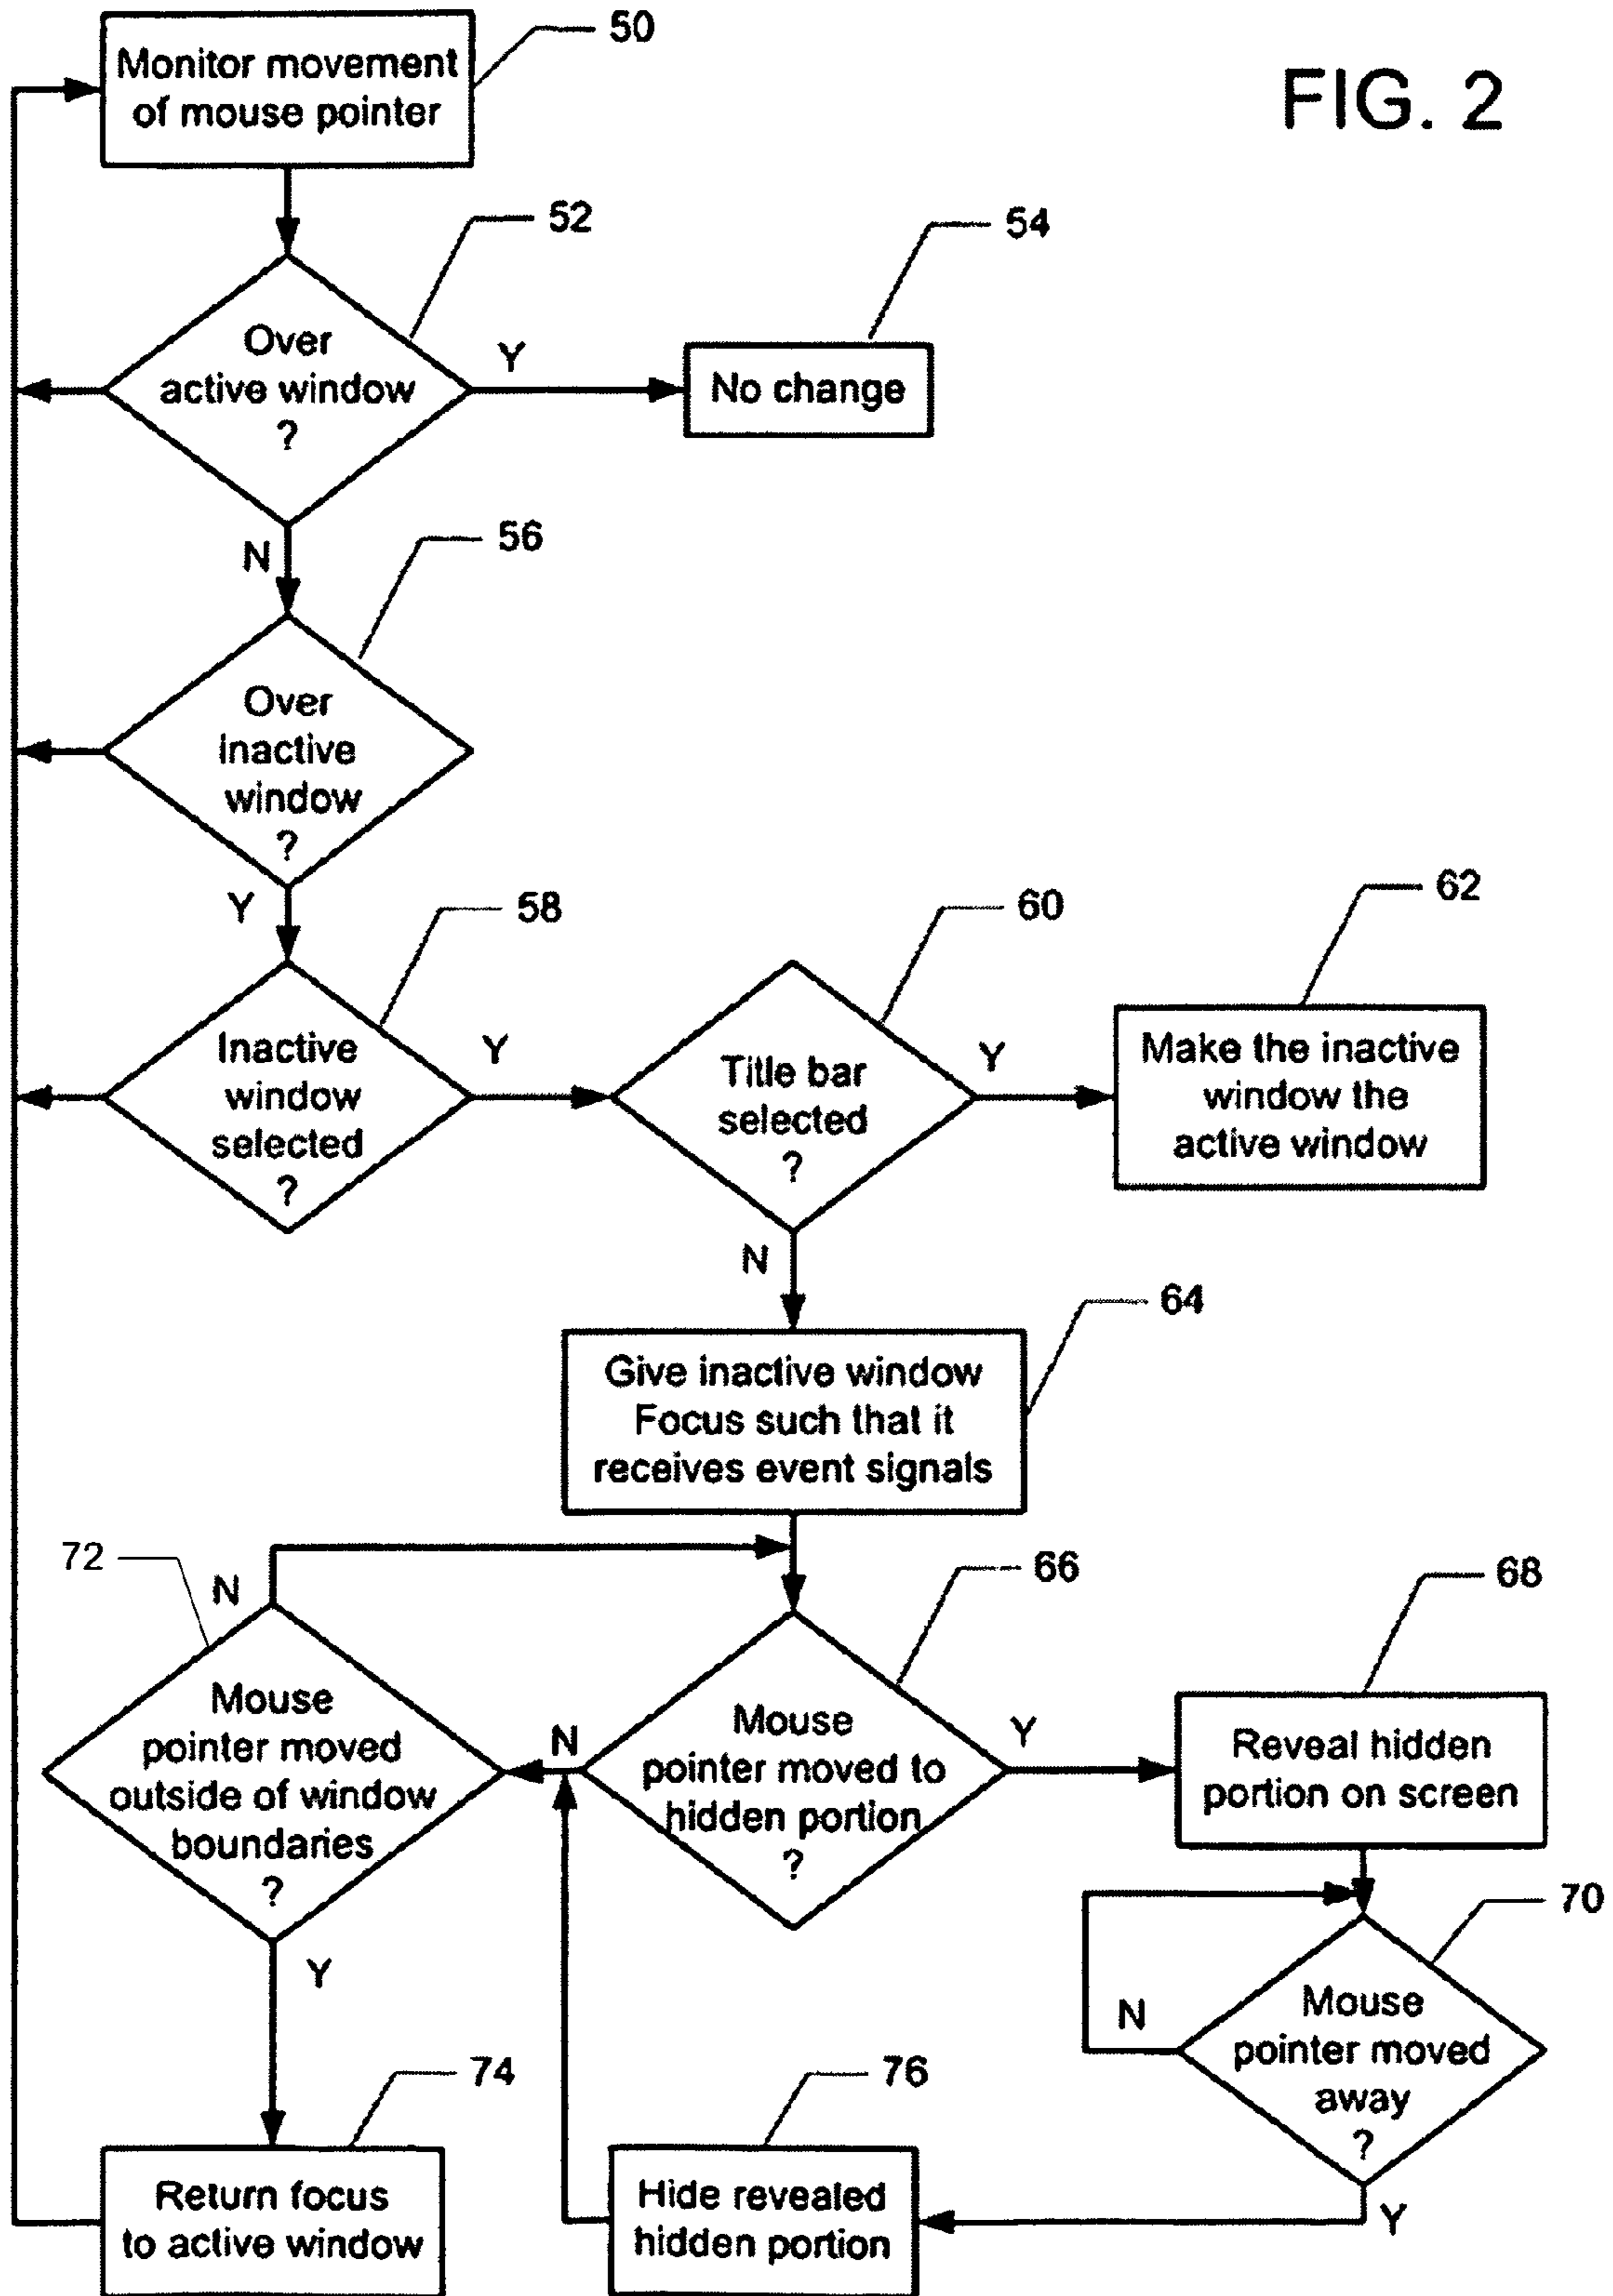 50
Monitor movement
of mouse pointer
FIG. 2
52
54
Over
active window
?
Y
No change
N
56
Over
inactive
window
?
Y
58
60
62
Inactive
window
selected
?
Y
Title bar
selected
?
Y
Make the inactive
window the
active window
N
64
Give inactive window
Focus such that it
receives event signals
72
N
66
68
Mouse
pointer moved
outside of window
boundaries
?
N
Mouse
pointer moved to
hidden portion
?
Y
Reveal hidden
portion on screen
70
Y
N
Mouse
pointer moved
away
?
74
76
Return focus
to active window
Hide revealed
hidden portion
Y